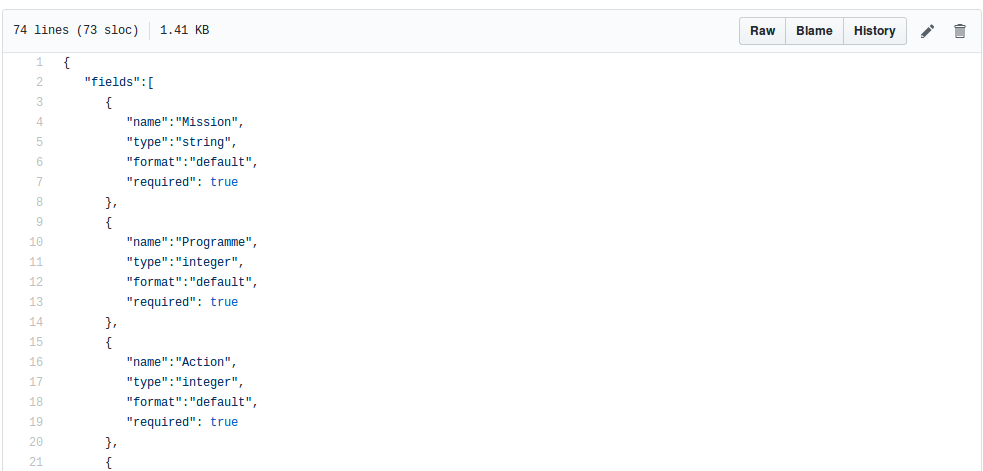 74 lines (73 sloc) 1.41 KB Raw Blame History
1 {
2 "fields":[
3 {
4 "name":"Mission",
5 "type":"string",
6 "format":"default",
7 "required": true
8 },
9 {
10 "name":"Programme",
11 "type":"integer",
12 "format":"default",
13 "required": true
14 },
15 {
16 "name":"Action",
17 "type":"integer",
18 "format":"default",
19 "required": true
20 },
21 {